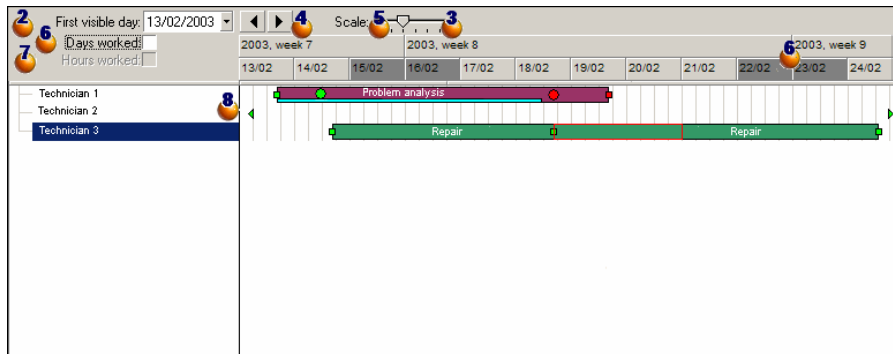 2 First visible day: 13/02/2003 4 Scale: 5 3
6 Days worked:
7 Hours worked:
2003, week 7 2003, week 8 6 2003, week 9
13/02 14/02 15/02 16/02 17/02 18/02 19/02 20/02 21/02 22/02 23/02 24/02
8
Technician 1 Problem analysis
Technician 2
Technician 3 Repair Repair